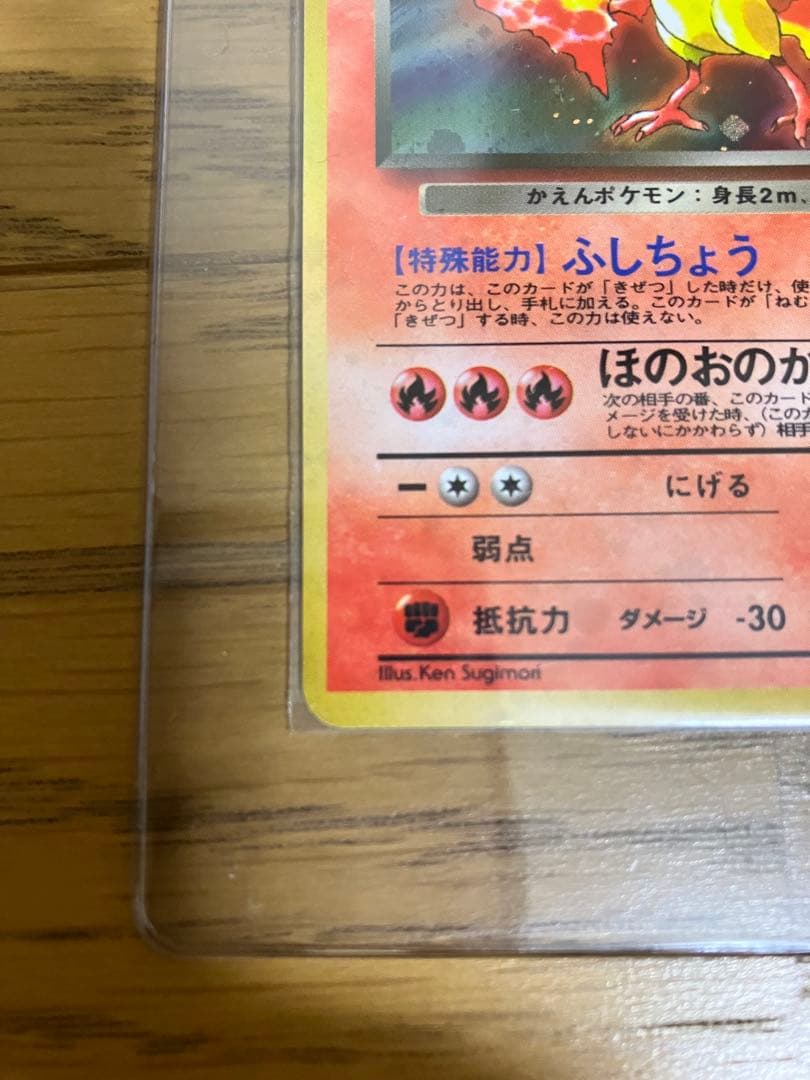 かえんポケモン：身長2m、
【特殊能力】ふしちょう
この力は、このカードが「きぜつ」した時だけ、使
からとり出し、手札に加える。このカードが「ねむ
「きぜつ」する時、この力は使えない。
ほのおのか
次の相手の番、このカード
メージを受けた時、（このカ
しないにかかわらず）相手
にげる
弱点
抵抗力 ダメージ -30
Illus. Ken Sugimori